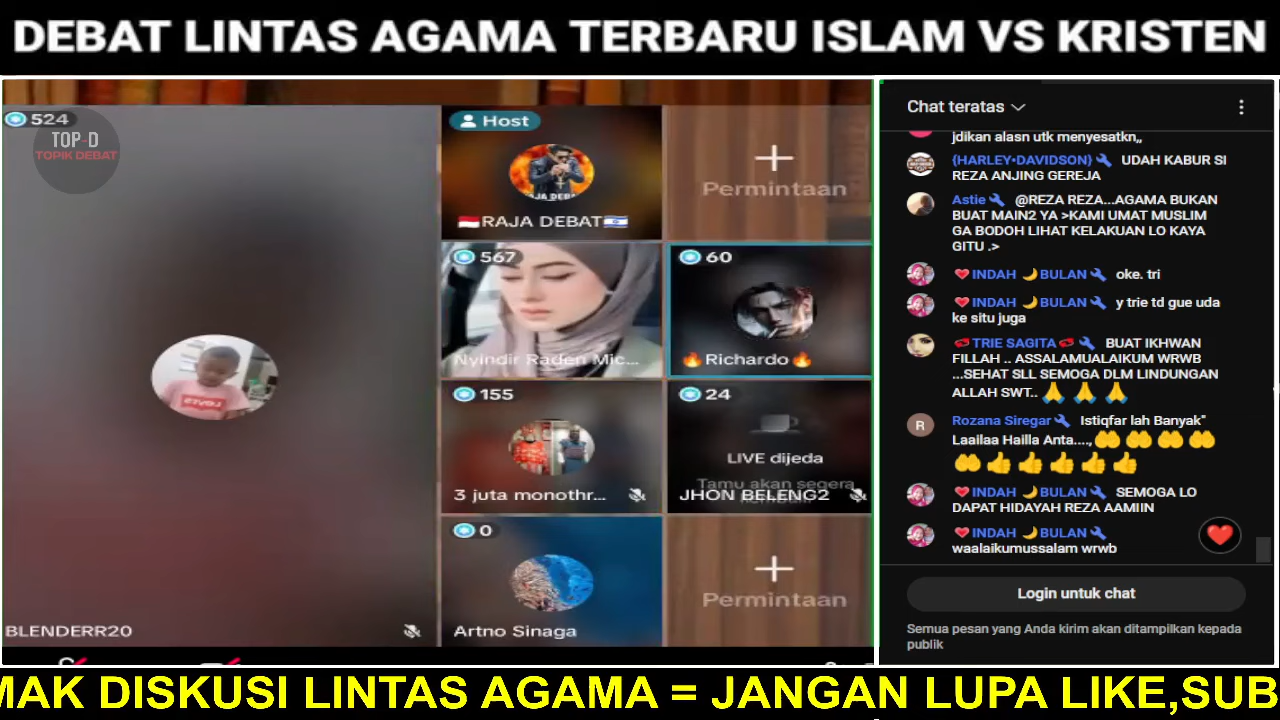 DEBAT LINTAS AGAMA TERBARU ISLAM VS KRISTEN
524
TOP-D
TOPIK DEBAT
BLENDERR20
Host
RAJA DEBAT
Permintaan
567
Nyindir Raden Mic...
60
🔥Richardo🔥
155
3 juta monothr...
24
LIVE dijeda
Tamu akan segera
JHON BELENG2
0
Artno Sinaga
Permintaan
Chat teratas
jdikan alasn utk menyesatkn,,
{HARLEY•DAVIDSON} UDAH KABUR SI
REZA ANJING GEREJA
Astie @REZA REZA...AGAMA BUKAN
BUAT MAIN2 YA >KAMI UMAT MUSLIM
GA BODOH LIHAT KELAKUAN LO KAYA
GITU .>
❤️INDAH 🌙BULAN oke. tri
❤️INDAH 🌙BULAN y trie td gue uda
ke situ juga
TRIE SAGITA BUAT IKHWAN
FILLAH .. ASSALAMUALAIKUM WRWB
...SEHAT SLL SEMOGA DLM LINDUNGAN
ALLAH SWT.. 🙏 🙏 🙏
R
Rozana Siregar Istiqfar lah Banyak"
Laailaa Hailla Anta....,🤲 🤲 🤲 🤲
🤲 👍 👍 👍 👍 👍
❤️INDAH 🌙BULAN SEMOGA LO
DAPAT HIDAYAH REZA AAMIIN
❤️INDAH 🌙BULAN
waalaikumussalam wrwb
Login untuk chat
Semua pesan yang Anda kirim akan ditampilkan kepada
publik
MAK DISKUSI LINTAS AGAMA = JANGAN LUPA LIKE,SUB